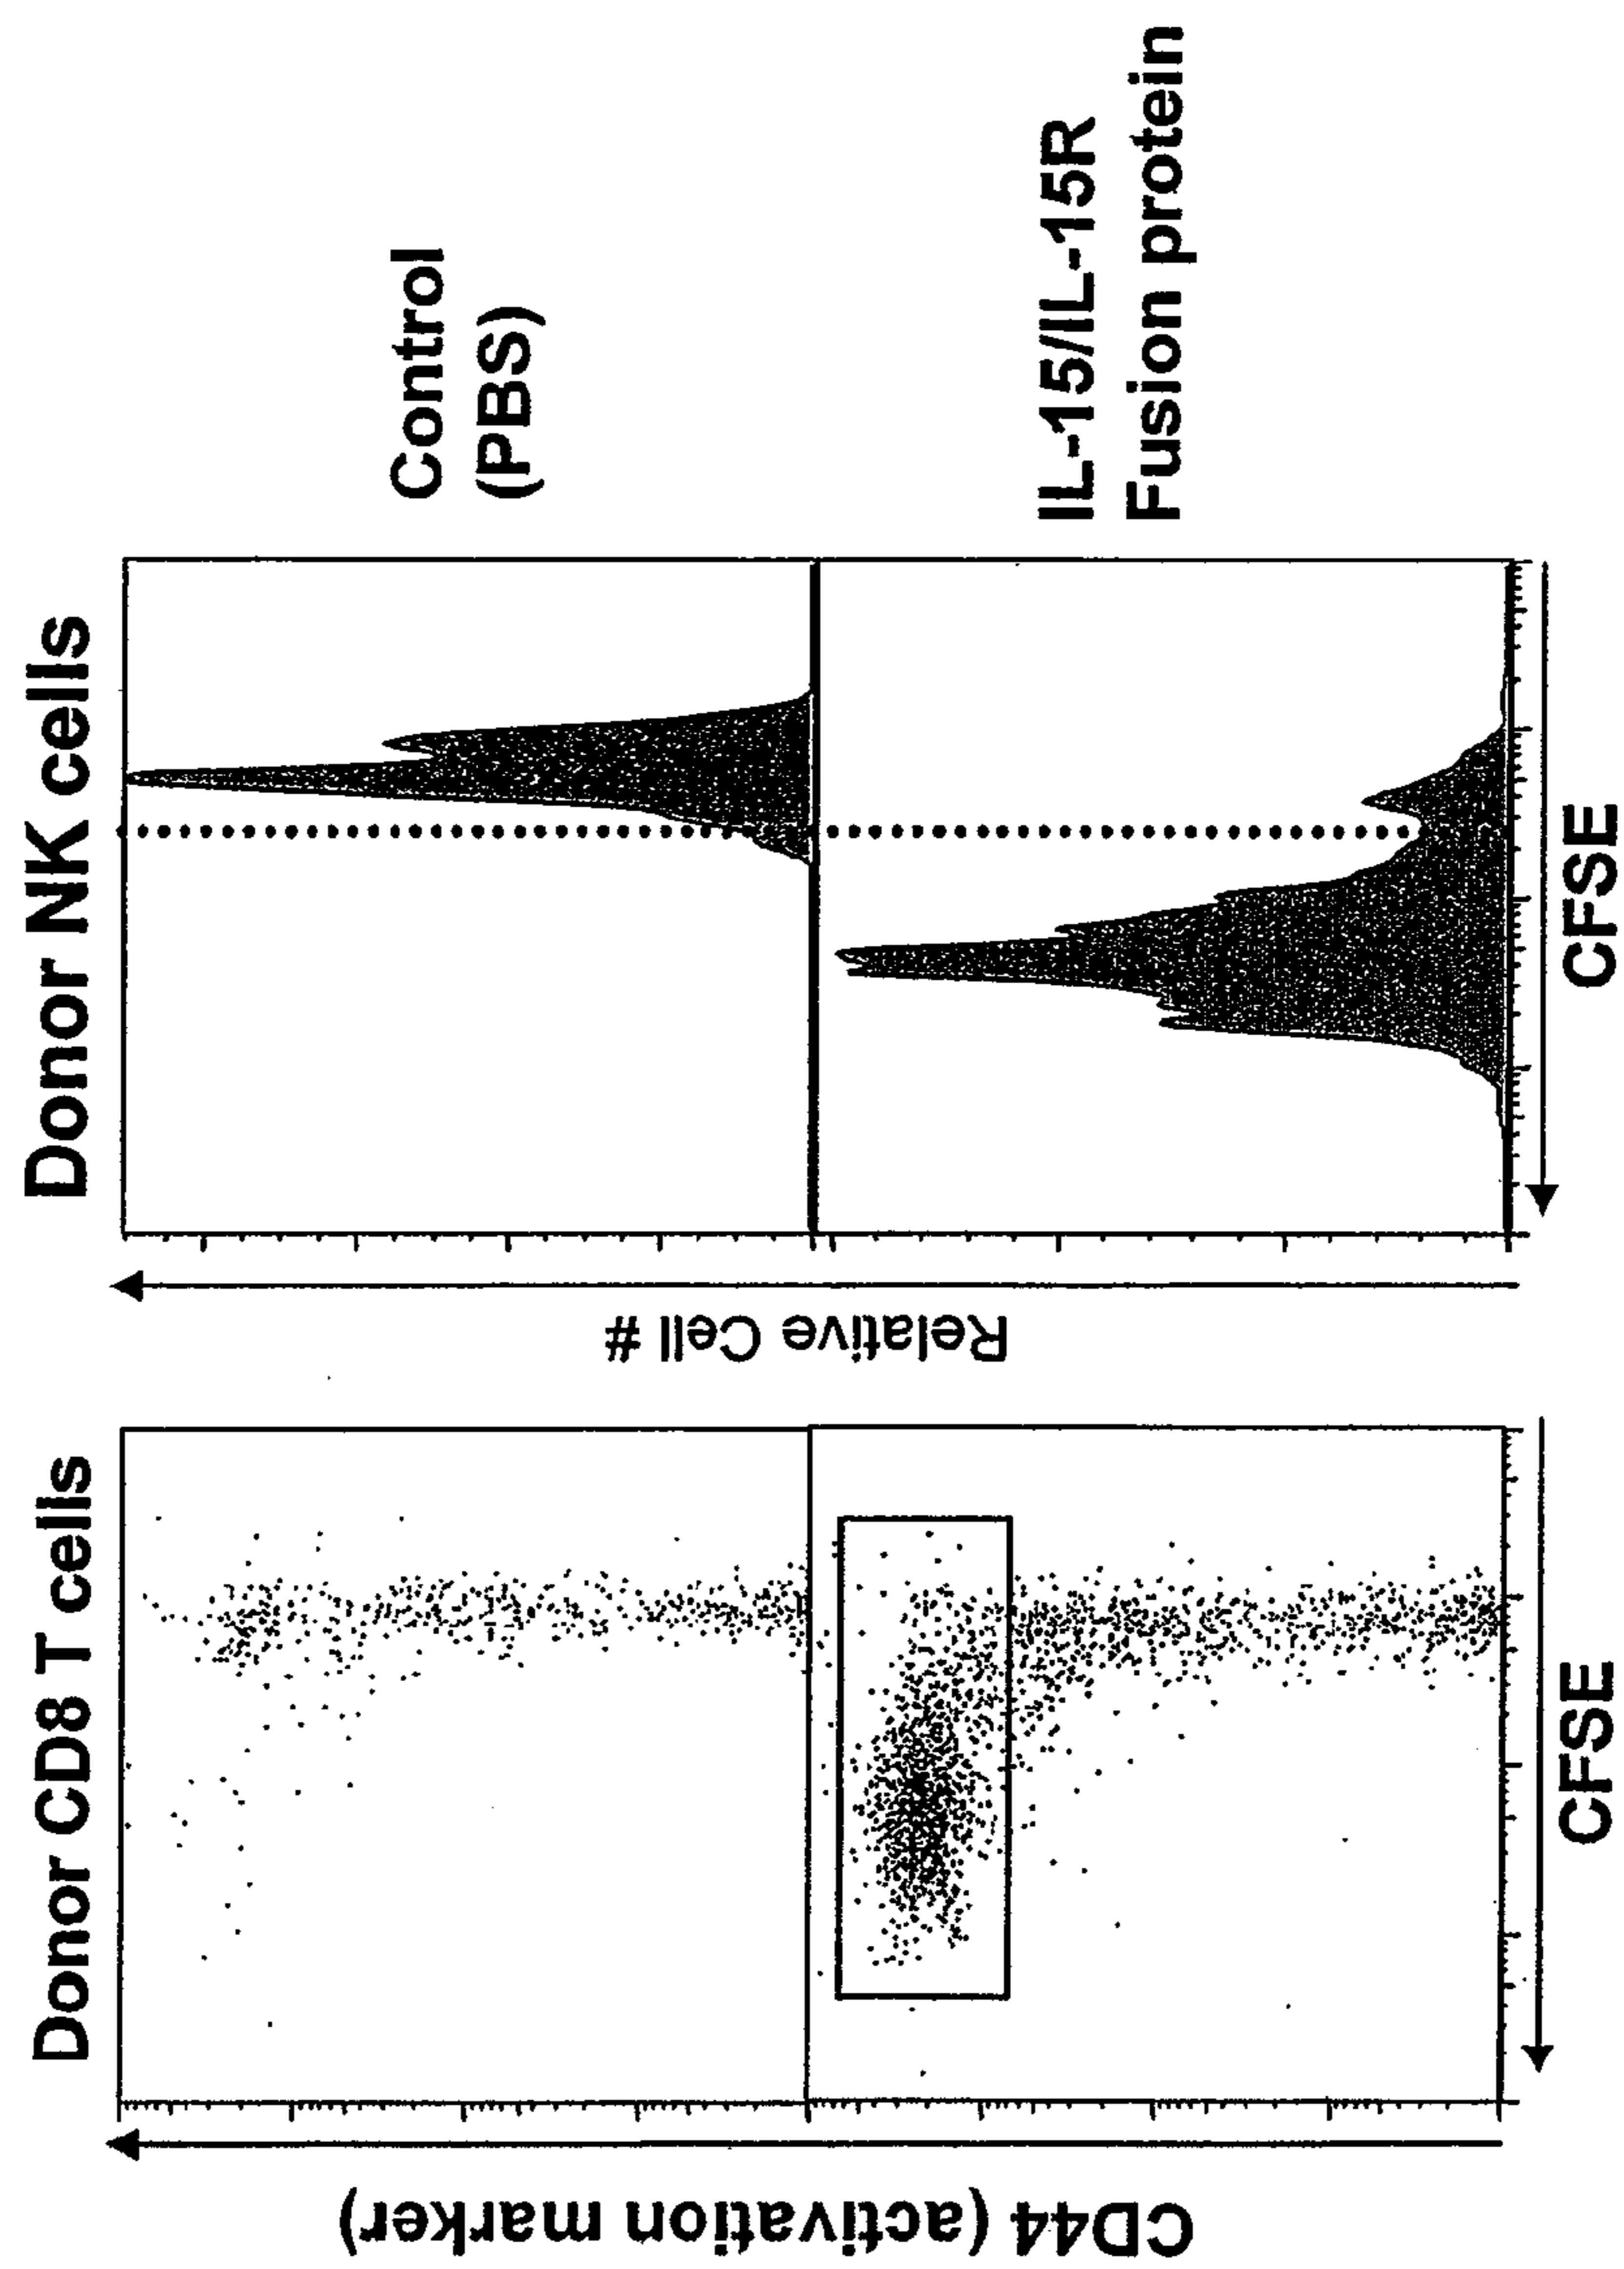 Donor CD8 T cells
Donor NK cells
CD44 (activation marker)
Relative Cell #
Control
(PBS)
IL-15/IL-15R
Fusion protein
CFSE
CFSE